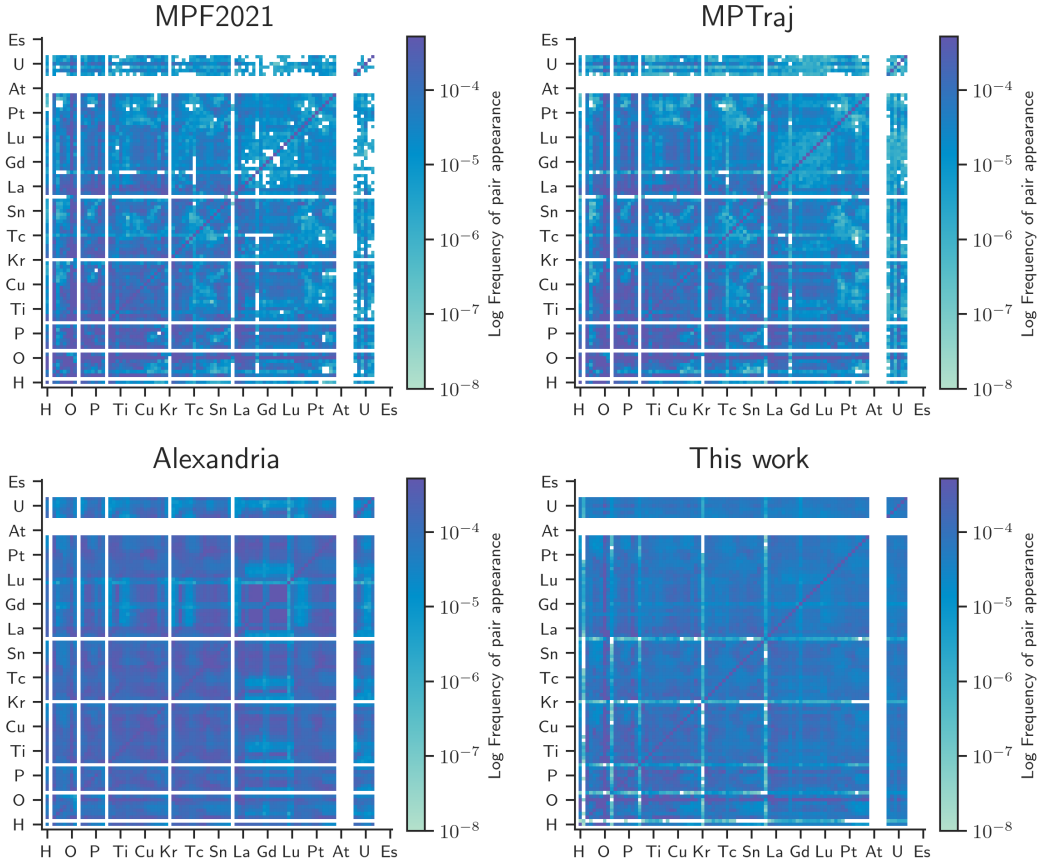 MPF2021
Es
U
At
Pt
Lu
Gd
La
Sn
Tc
Kr
Cu
Ti
P
O
H
H O P Ti Cu Kr Tc Sn La Gd Lu Pt At U Es
10⁻⁴
10⁻⁵
10⁻⁶
10⁻⁷
10⁻⁸
Log Frequency of pair appearance
MPTraj
Es
U
At
Pt
Lu
Gd
La
Sn
Tc
Kr
Cu
Ti
P
O
H
H O P Ti Cu Kr Tc Sn La Gd Lu Pt At U Es
10⁻⁴
10⁻⁵
10⁻⁶
10⁻⁷
10⁻⁸
Log Frequency of pair appearance
Alexandria
Es
U
At
Pt
Lu
Gd
La
Sn
Tc
Kr
Cu
Ti
P
O
H
H O P Ti Cu Kr Tc Sn La Gd Lu Pt At U Es
10⁻⁴
10⁻⁵
10⁻⁶
10⁻⁷
10⁻⁸
Log Frequency of pair appearance
This work
Es
U
At
Pt
Lu
Gd
La
Sn
Tc
Kr
Cu
Ti
P
O
H
H O P Ti Cu Kr Tc Sn La Gd Lu Pt At U Es
10⁻⁴
10⁻⁵
10⁻⁶
10⁻⁷
10⁻⁸
Log Frequency of pair appearance